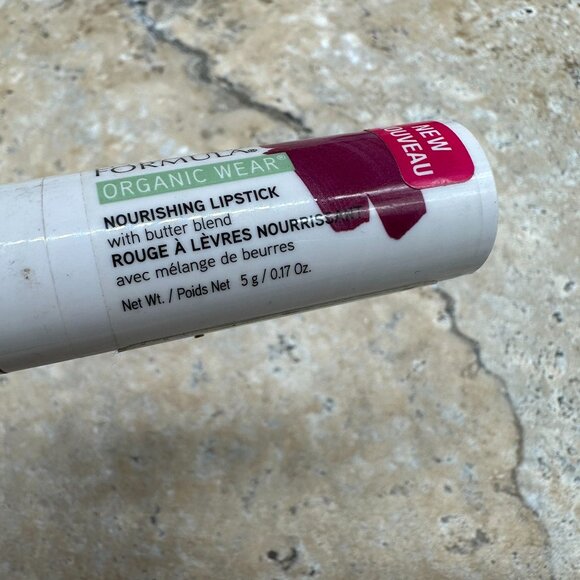 FORMULA®
ORGANIC WEAR®
NOURISHING LIPSTICK
with butter blend
ROUGE À LÈVRES NOURRISSANT
avec mélange de beurres
Net Wt. / Poids Net 5 g / 0.17 Oz.
NEW